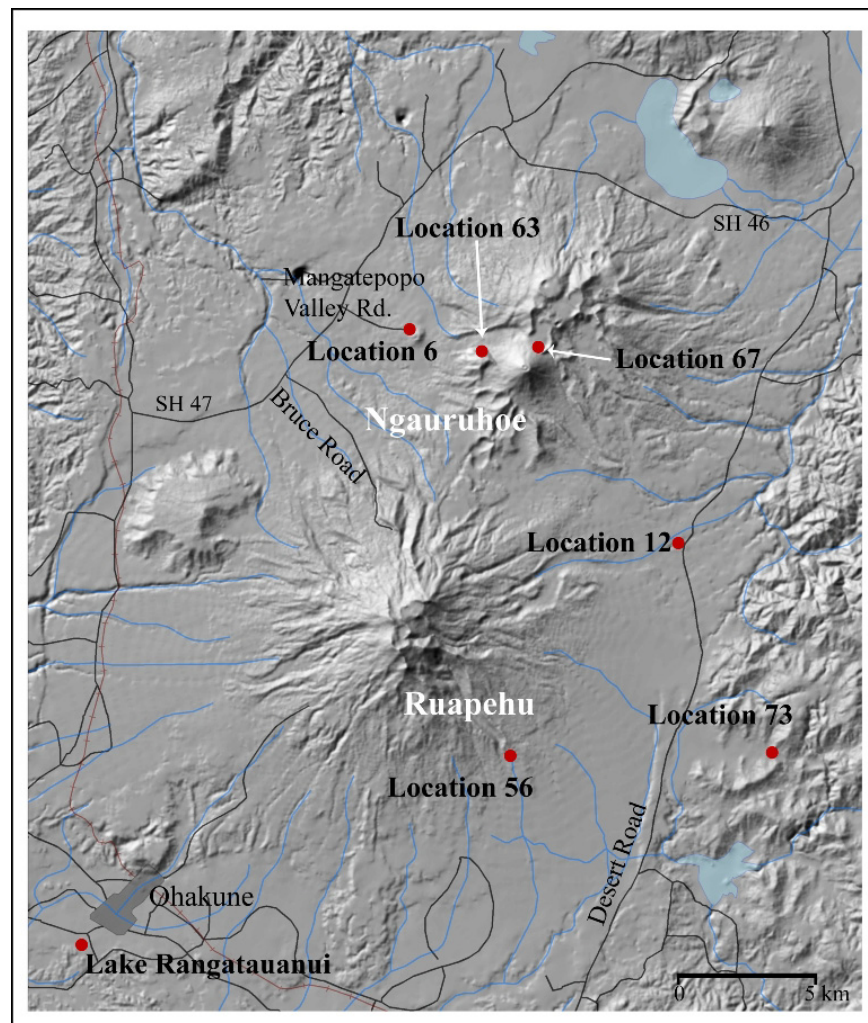 Location 63
SH 46
Mangatepopo
Valley Rd.
Location 6
Location 67
SH 47
Bruce Road
Ngauruhoe
Location 12
Ruapehu
Location 73
Location 56
Desert Road
Ohakune
Lake Rangatauanui
0 5 km